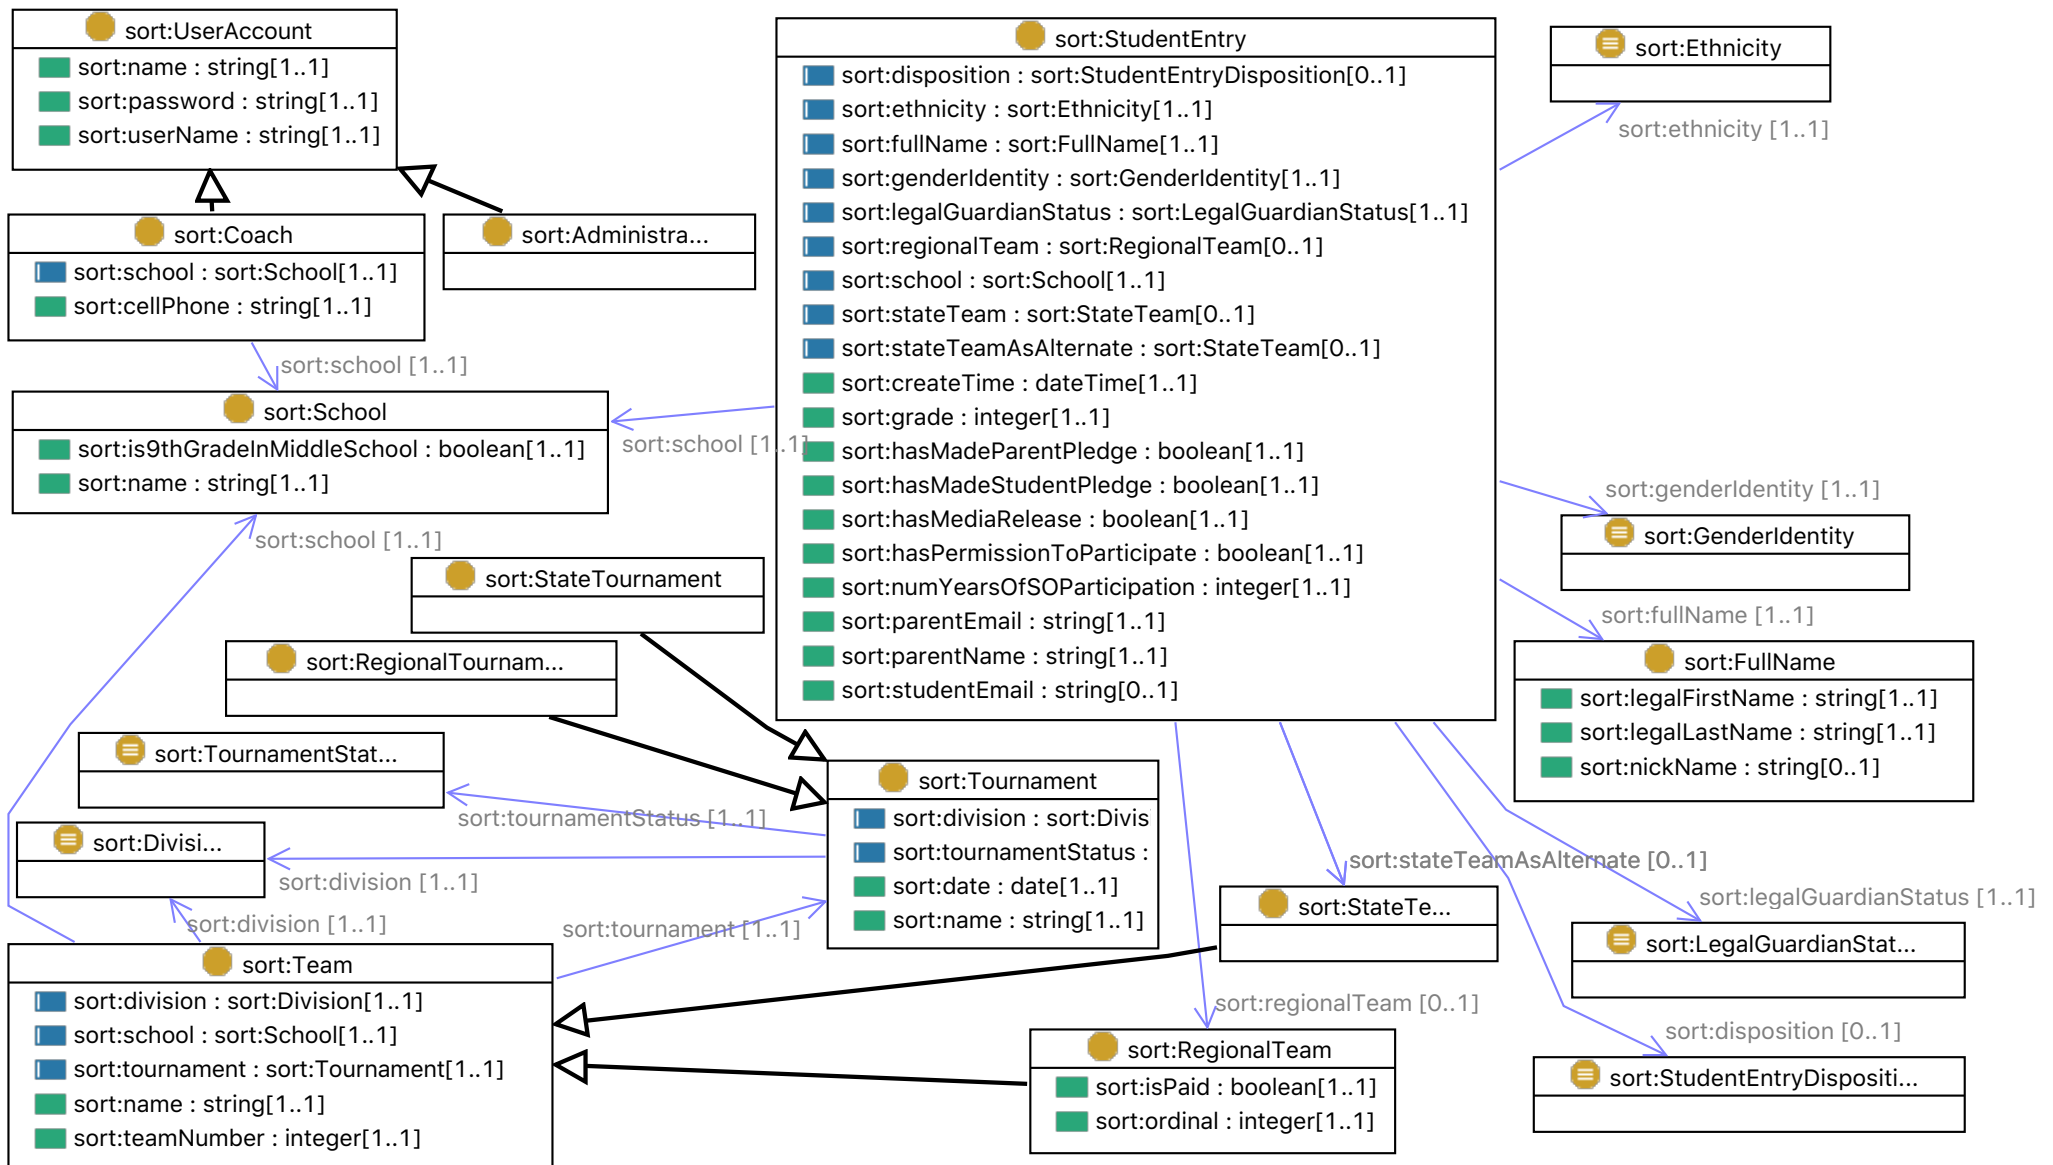 sort:UserAccount
sort:name : string[1..1]
sort:password : string[1..1]
sort:userName : string[1..1]
sort:Coach
sort:school : sort:School[1..1]
sort:cellPhone : string[1..1]
sort:Administra...
sort:school [1..1]
sort:School
sort:is9thGradeInMiddleSchool : boolean[1..1]
sort:name : string[1..1]
sort:school [1..1]
sort:school [1..1]
sort:StudentEntry
sort:disposition : sort:StudentEntryDisposition[0..1]
sort:ethnicity : sort:Ethnicity[1..1]
sort:fullName : sort:FullName[1..1]
sort:genderIdentity : sort:GenderIdentity[1..1]
sort:legalGuardianStatus : sort:LegalGuardianStatus[1..1]
sort:regionalTeam : sort:RegionalTeam[0..1]
sort:school : sort:School[1..1]
sort:stateTeam : sort:StateTeam[0..1]
sort:stateTeamAsAlternate : sort:StateTeam[0..1]
sort:createTime : dateTime[1..1]
sort:grade : integer[1..1]
sort:hasMadeParentPledge : boolean[1..1]
sort:hasMadeStudentPledge : boolean[1..1]
sort:hasMediaRelease : boolean[1..1]
sort:hasPermissionToParticipate : boolean[1..1]
sort:numYearsOfSOParticipation : integer[1..1]
sort:parentEmail : string[1..1]
sort:parentName : string[1..1]
sort:studentEmail : string[0..1]
sort:Ethnicity
sort:ethnicity [1..1]
sort:genderIdentity [1..1]
sort:GenderIdentity
sort:fullName [1..1]
sort:FullName
sort:legalFirstName : string[1..1]
sort:legalLastName : string[1..1]
sort:nickName : string[0..1]
sort:StateTournament
sort:RegionalTournam...
sort:TournamentStat...
sort:tournamentStatus [1..1]
sort:Divisi...
sort:division [1..1]
sort:division [1..1]
sort:tournament [1..1]
sort:Tournament
sort:division : sort:Divis
sort:tournamentStatus :
sort:date : date[1..1]
sort:name : string[1..1]
sort:Team
sort:division : sort:Division[1..1]
sort:school : sort:School[1..1]
sort:tournament : sort:Tournament[1..1]
sort:name : string[1..1]
sort:teamNumber : integer[1..1]
sort:stateTeamAsAlternate [0..1]
sort:StateTe...
sort:legalGuardianStatus [1..1]
sort:LegalGuardianStat...
sort:regionalTeam [0..1]
sort:RegionalTeam
sort:isPaid : boolean[1..1]
sort:ordinal : integer[1..1]
sort:disposition [0..1]
sort:StudentEntryDispositi...